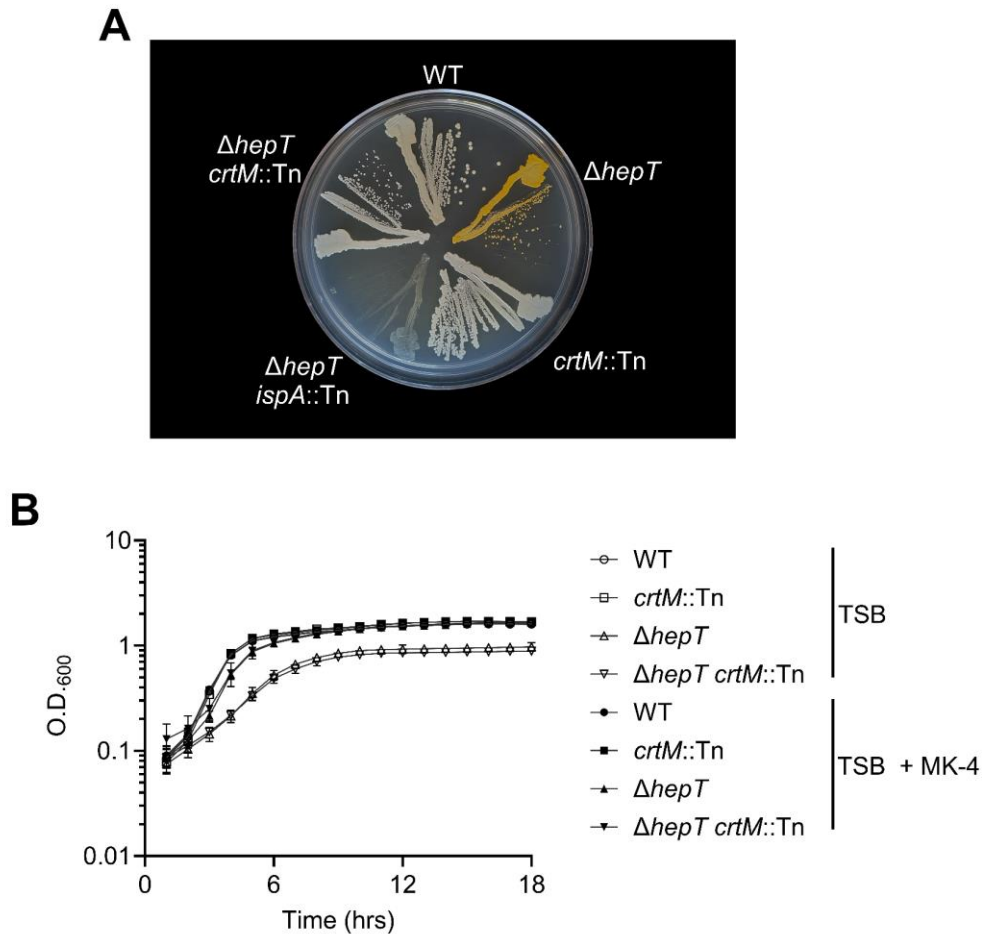 A
WT
ΔhepT
crtM::Tn
ΔhepT
ΔhepT
ispA::Tn
crtM::Tn
B
10
1
0.1
0.01
O.D.600
0
6
12
18
Time (hrs)
WT
crtM::Tn
ΔhepT
ΔhepT crtM::Tn
TSB
WT
crtM::Tn
ΔhepT
ΔhepT crtM::Tn
TSB + MK-4